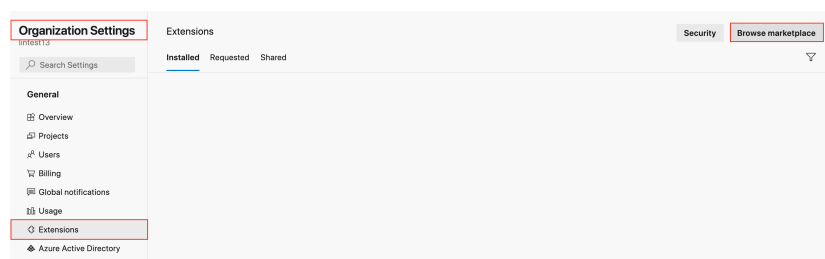 Organization Settings
lintest13
Search Settings
General
Overview
Projects
Users
Billing
Global notifications
Usage
Extensions
Azure Active Directory
Extensions
Security
Browse marketplace
Installed
Requested
Shared